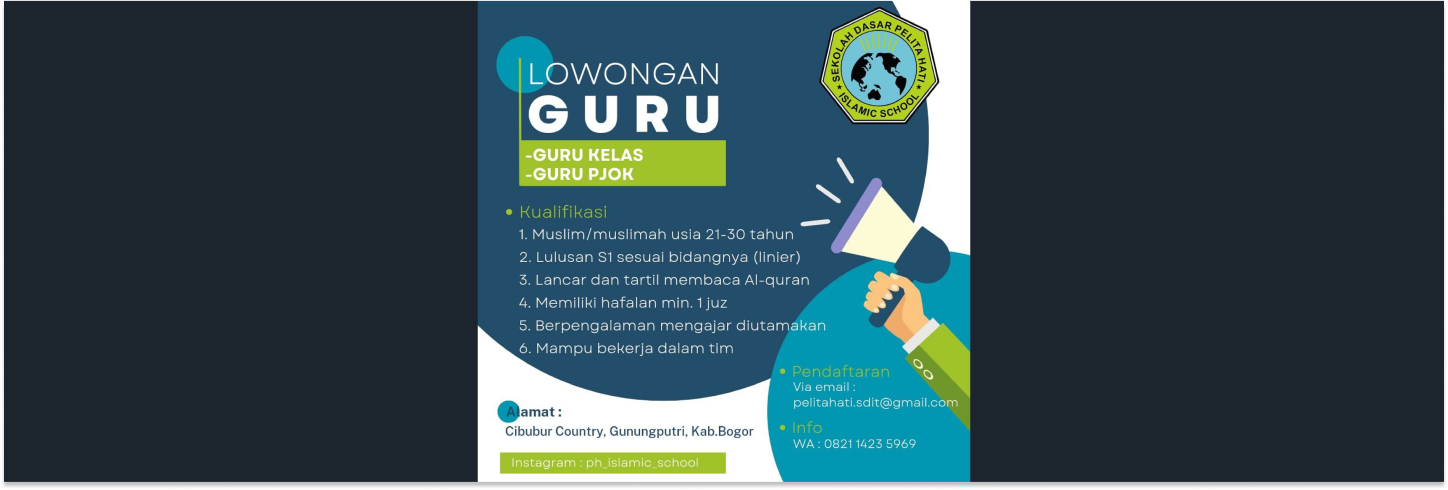 SEKOLAH DASAR PELITA HATI
ISLAMIC SCHOOL
LOWONGAN
GURU
-GURU KELAS
-GURU PJOK
Kualifikasi
1. Muslim/muslimah usia 21-30 tahun
2. Lulusan S1 sesuai bidangnya (linier)
3. Lancar dan tartil membaca Al-quran
4. Memiliki hafalan min. 1 juz
5. Berpengalaman mengajar diutamakan
6. Mampu bekerja dalam tim
Pendaftaran
Via email :
pelitahati.sdit@gmail.com
Info
WA : 0821 1423 5969
Alamat :
Cibubur Country, Gunungputri, Kab.Bogor
Instagram : ph_islamic_school